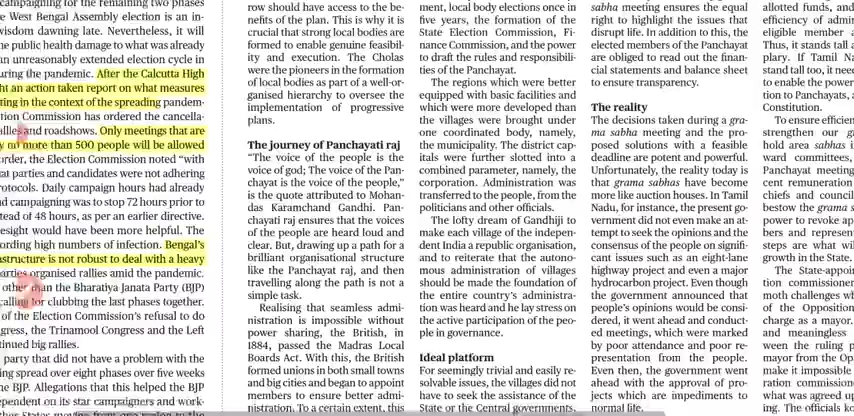 campaigning for the remaining two phases
e West Bengal Assembly election is an in-
wisdom dawning late. Nevertheless, it will
e public health damage to what was already
an unreasonably extended election cycle in
uring the pandemic. After the Calcutta High
ht an action taken report on what measures
ting in the context of the spreading pandem-
tion Commission has ordered the cancella-
allies and roadshows. Only meetings that are
y no more than 500 people will be allowed
order, the Election Commission noted “with
at parties and candidates were not adhering
rotocols. Daily campaign hours had already
d campaigning was to stop 72 hours prior to
tead of 48 hours, as per an earlier directive.
esight would have been more helpful. The
ording high numbers of infection. Bengal’s
astructure is not robust to deal with a heavy
parties organised rallies amid the pandemic.
other than the Bharatiya Janata Party (BJP)
calling for clubbing the last phases together.
of the Election Commission’s refusal to do
gress, the Trinamool Congress and the Left
tinued big rallies.
party that did not have a problem with the
ng spread over eight phases over five weeks
he BJP. Allegations that this helped the BJP
ependent on its star campaigners and work-
row should have access to the be-
nefits of the plan. This is why it is
crucial that strong local bodies are
formed to enable genuine feasibil-
ity and execution. The Cholas
were the pioneers in the formation
of local bodies as part of a well-or-
ganised hierarchy to oversee the
implementation of progressive
plans.
The journey of Panchayati raj
“The voice of the people is the
voice of god; The voice of the Pan-
chayat is the voice of the people,”
is the quote attributed to Mohan-
das Karamchand Gandhi. Pan-
chayati raj ensures that the voices
of the people are heard loud and
clear. But, drawing up a path for a
brilliant organisational structure
like the Panchayat raj, and then
travelling along the path is not a
simple task.
Realising that seamless admi-
nistration is impossible without
power sharing, the British, in
1884, passed the Madras Local
Boards Act. With this, the British
formed unions in both small towns
and big cities and began to appoint
members to ensure better admi-
nistration. To a certain extent, this
ment, local body elections once in
five years, the formation of the
State Election Commission, Fi-
nance Commission, and the power
to draft the rules and responsibili-
ties of the Panchayat.
The regions which were better
equipped with basic facilities and
which were more developed than
the villages were brought under
one coordinated body, namely,
the municipality. The district cap-
itals were further slotted into a
combined parameter, namely, the
corporation. Administration was
transferred to the people, from the
politicians and other officials.
The lofty dream of Gandhiji to
make each village of the indepen-
dent India a republic organisation,
and to reiterate that the autono-
mous administration of villages
should be made the foundation of
the entire country’s administra-
tion was heard and he lay stress on
the active participation of the peo-
ple in governance.
Ideal platform
For seemingly trivial and easily re-
solvable issues, the villages did not
have to seek the assistance of the
State or the Central governments.
sabha meeting ensures the equal
right to highlight the issues that
disrupt life. In addition to this, the
elected members of the Panchayat
are obliged to read out the finan-
cial statements and balance sheet
to ensure transparency.
The reality
The decisions taken during a gra-
ma sabha meeting and the pro-
posed solutions with a feasible
deadline are potent and powerful.
Unfortunately, the reality today is
that grama sabhas have become
more like auction houses. In Tamil
Nadu, for instance, the present go-
vernment did not even make an at-
tempt to seek the opinions and the
consensus of the people on signifi-
cant issues such as an eight-lane
highway project and even a major
hydrocarbon project. Even though
the government announced that
people’s opinions would be consi-
dered, it went ahead and conduct-
ed meetings, which were marked
by poor attendance and poor re-
presentation from the people.
Even then, the government went
ahead with the approval of pro-
jects which are impediments to
normal life.
allotted funds, and
efficiency of admin
eligible member a
Thus, it stands tall a
plary. If Tamil Na
stand tall too, it need
to enable the power
tion to Panchayats, a
Constitution.
To ensure efficien
strengthen our g
hold area sabhas i
ward committees,
Panchayat meeting
cent remuneration
chiefs and council
bestow the grama s
power to revoke ap
bers and represent
steps are what wil
growth in the State.
The State-appoin
tion commissioner
moth challenges wh
of the Opposition
charge as a mayor.
and meaningless
ween the ruling p
mayor from the Opp
make it impossible
ration commissione
what was agreed up
ing. The officials lo